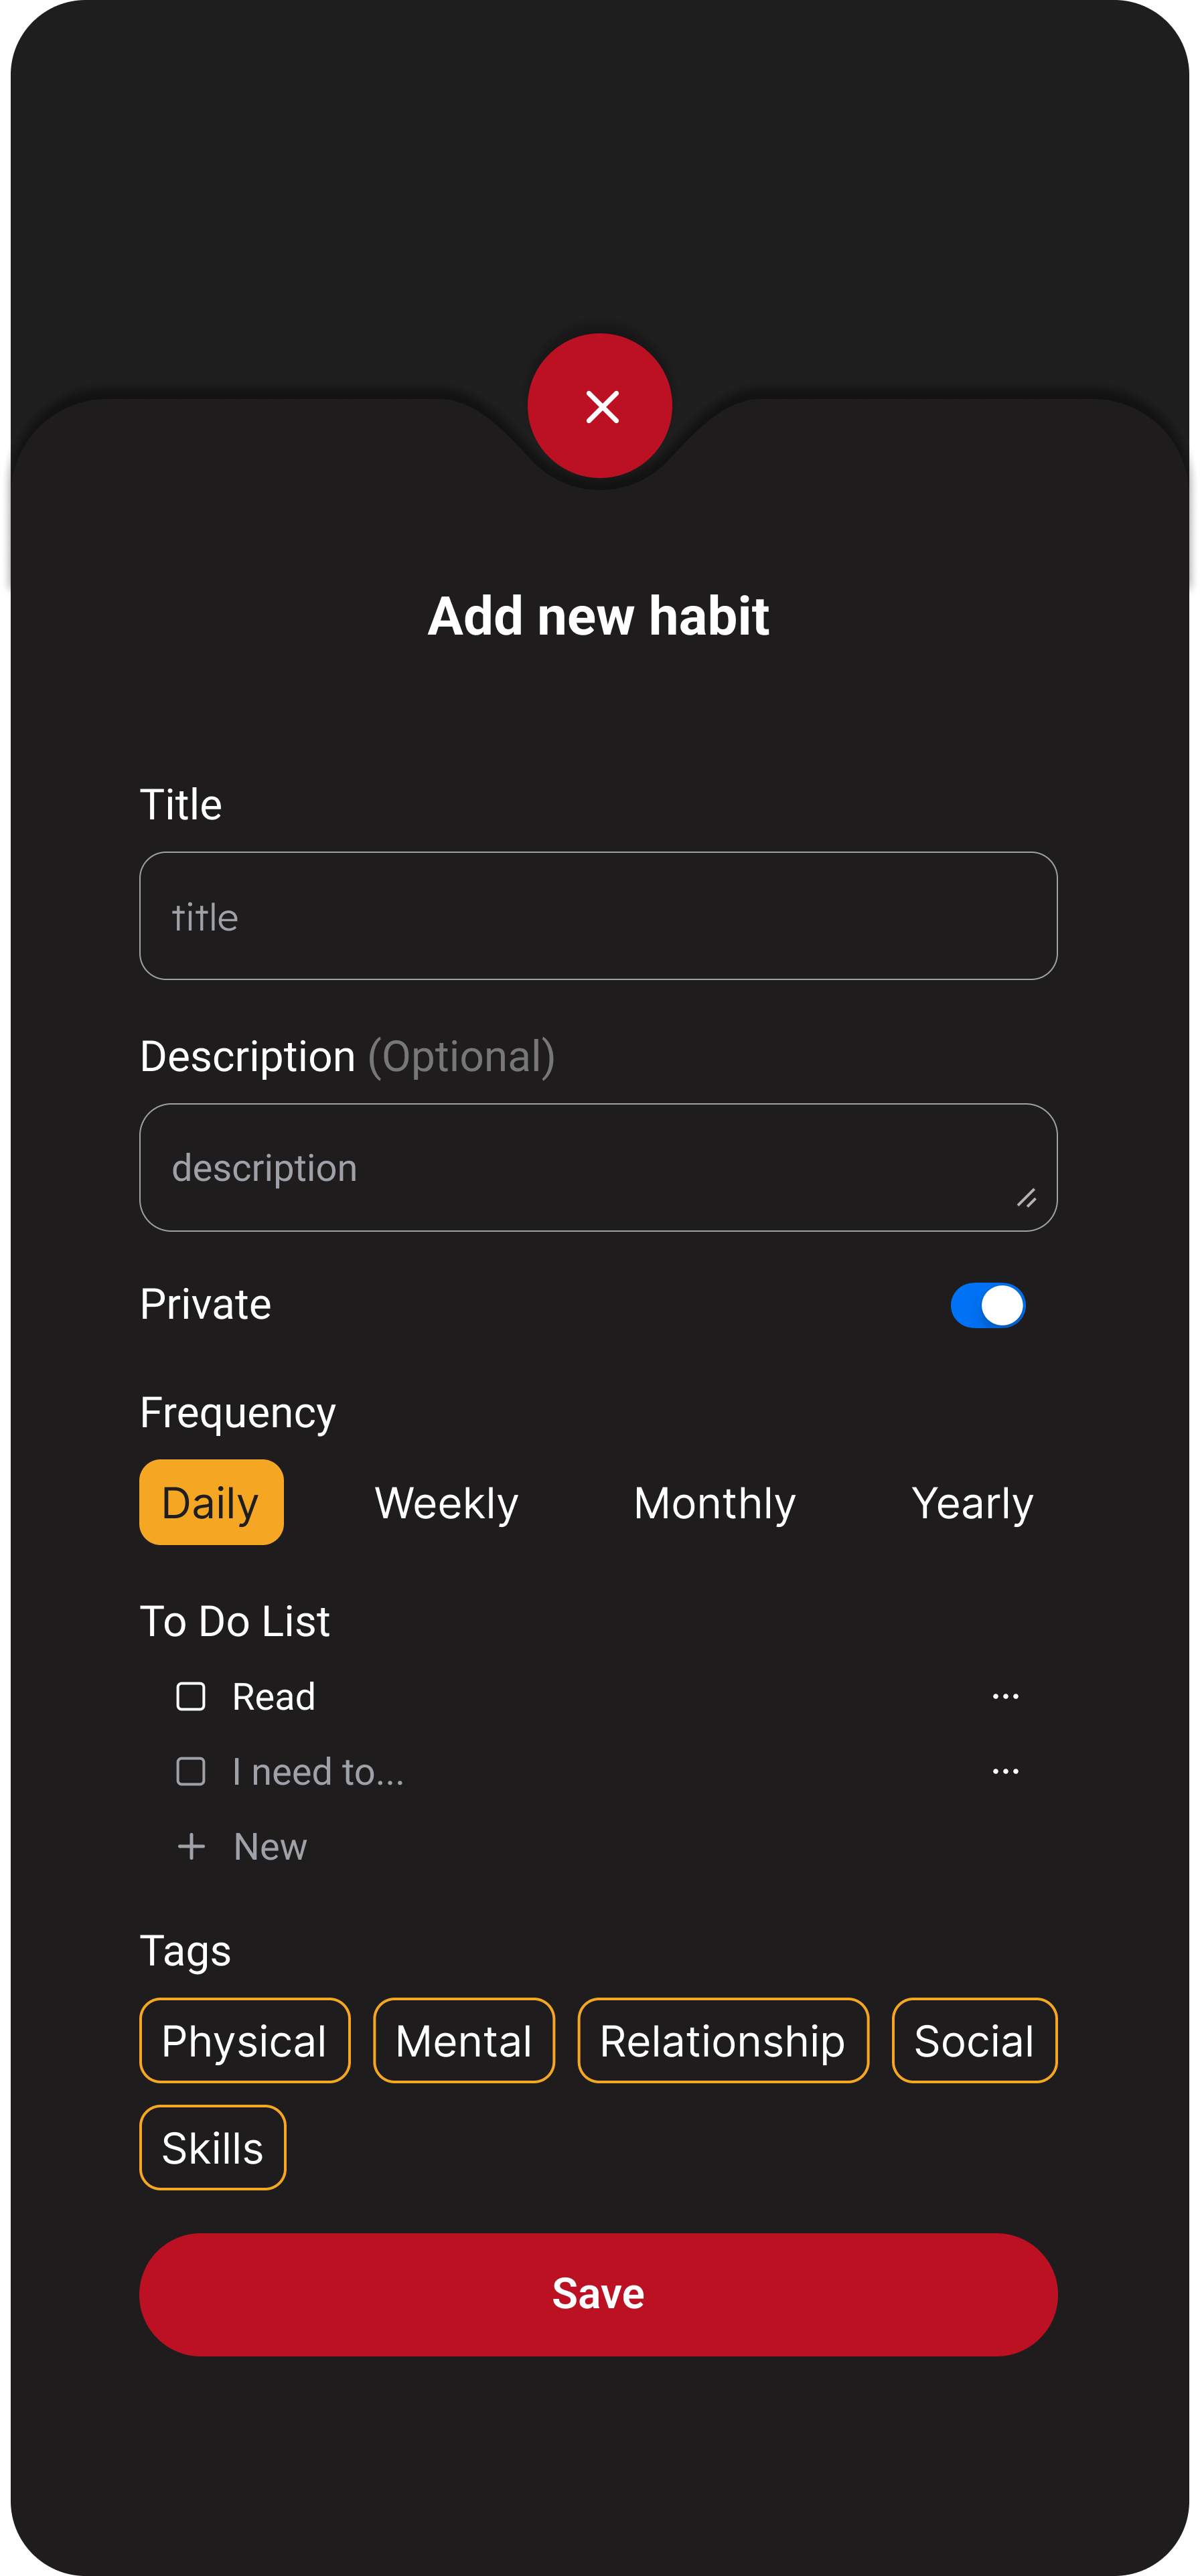 Add new habit
Title
title
Description (Optional)
description
Private
Frequency
Daily Weekly Monthly Yearly
To Do List
Read
I need to...
New
Tags
Physical Mental Relationship Social
Skills
Save